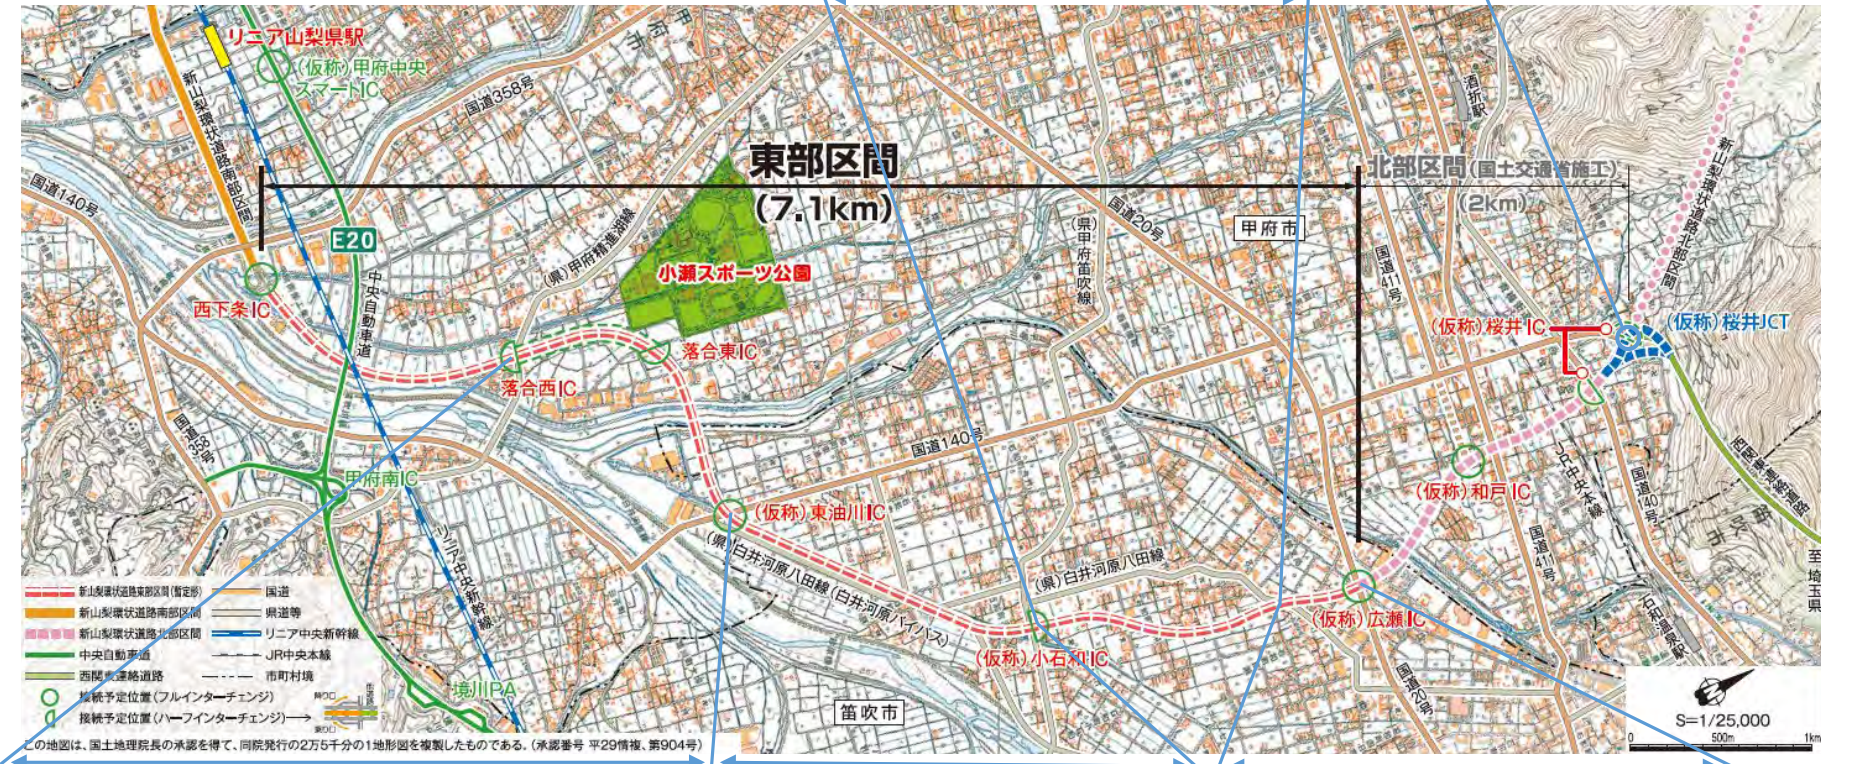 リニア山梨県駅
(仮称)甲府中央
スマートIC
新山梨環状道路南部区間
国道358号
甲府市
酒折駅
国道140号
東部区間
(7.1km)
北部区間(国土交通省施工)
(2km)
新山梨環状道路北部区間
E20
中央自動車道
(県)甲府精進湖線
小瀬スポーツ公園
(県)甲府笛吹線
国道20号
甲府市
国道411号
西下条IC
落合西IC
落合東IC
(仮称)桜井IC
(仮称)桜井JCT
国道358号
甲府南IC
国道140号
(仮称)東油川IC
(仮称)和戸IC
JR中央本線
国道140号
西関東連絡道路
至 埼玉県
国道411号
リニア中央新幹線
(県)白井河原八田線(白井河原バイパス)
(県)白井河原八田線
(仮称)小石和IC
(仮称)広瀬IC
石和温泉駅
国道20号
境川PA
笛吹市
新山梨環状道路東部区間(暫定形)
国道
新山梨環状道路南部区間
県道等
新山梨環状道路北部区間
リニア中央新幹線
中央自動車道
JR中央本線
西関東連絡道路
市町村境
接続予定位置(フルインターチェンジ)
接続予定位置(ハーフインターチェンジ)→
この地図は、国土地理院長の承認を得て、同院発行の2万5千分の1地形図を複製したものである。(承認番号 平29情複、第904号)
S=1/25,000
0 500m 1km